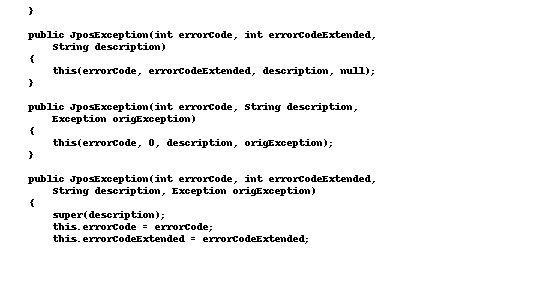 }
public JposException(int errorCode, int errorCodeExtended,
String description)
{
this(errorCode, errorCodeExtended, description, null);
}
public JposException(int errorCode, String description,
Exception origException)
{
this(errorCode, 0, description, origException);
}
public JposException(int errorCode, int errorCodeExtended,
String description, Exception origException)
{
super(description);
this.errorCode = errorCode;
this.errorCodeExtended = errorCodeExtended;